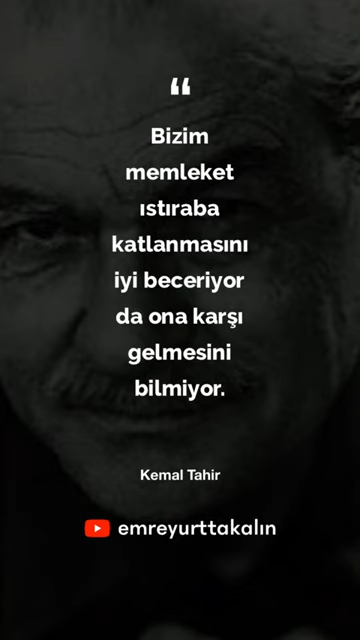 “
Bizim
memleket
ıstıraba
katlanmasını
iyi beceriyor
da ona karşı
gelmesini
bilmiyor.
Kemal Tahir
emreyurttakalın